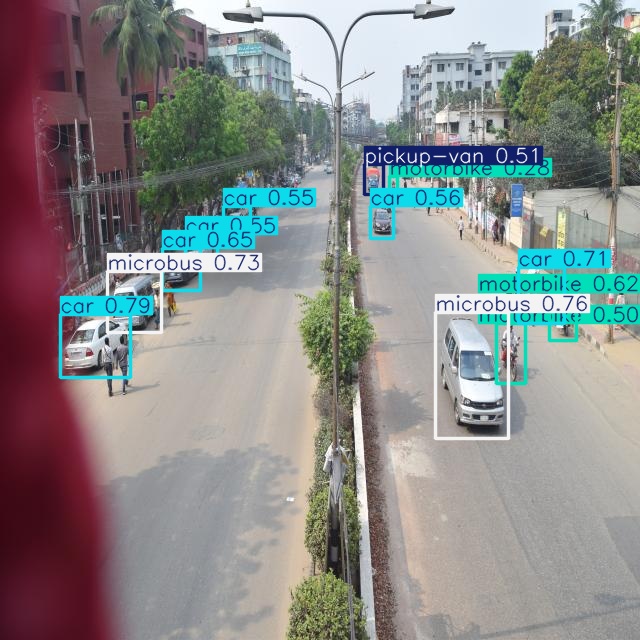 pickup-van 0.51
motorbike 0.28
car 0.55
car 0.56
car 0.55
car 0.65
microbus 0.73
car 0.71
motorbike 0.62
car 0.79
microbus 0.76
motorbike 0.50